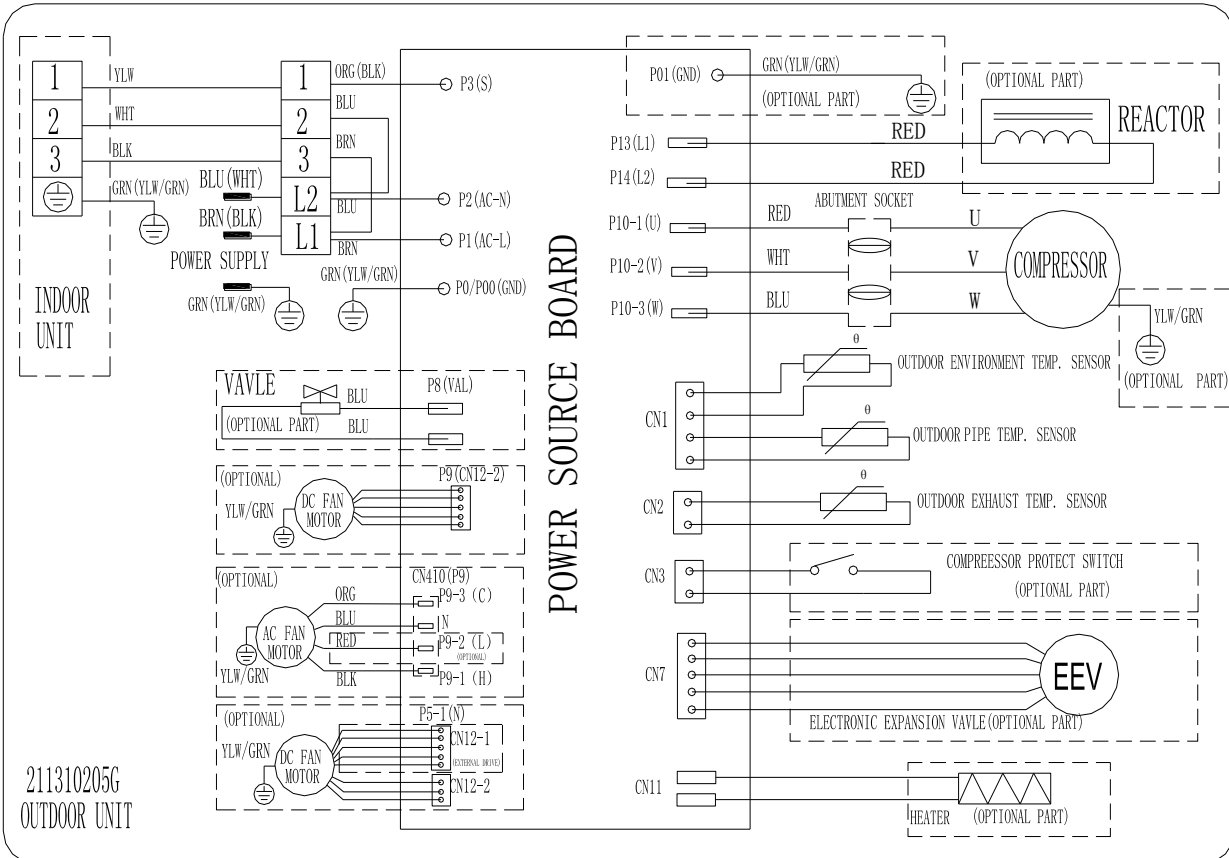 1
YLW
2
WHT
3
BLK
GRN(YLW/GRN)
INDOOR
UNIT
1
ORG(BLK)
P3(S)
BLU
2
BRN
3
BLU(WHT)
L2
BLU
P2(AC-N)
BRN(BLK)
L1
BRN
P1(AC-L)
POWER SUPPLY
GRN(YLW/GRN)
GRN(YLW/GRN)
P0/P00(GND)
VAVLE
BLU
P8(VAL)
(OPTIONAL PART)
BLU
(OPTIONAL)
P9(CN12-2)
YLW/GRN
DC FAN
MOTOR
(OPTIONAL)
CN410(P9)
ORG
P9-3 (C)
BLU
N
RED
P9-2 (L)
(OPTIONAL)
AC FAN
MOTOR
YLW/GRN
BLK
P9-1 (H)
(OPTIONAL)
P5-1(N)
CN12-1
YLW/GRN
(EXTERNAL DRIVE)
DC FAN
MOTOR
CN12-2
211310205G
OUTDOOR UNIT
POWER SOURCE BOARD
P01(GND)
GRN(YLW/GRN)
(OPTIONAL PART)
(OPTIONAL PART)
REACTOR
P13(L1)
RED
P14(L2)
RED
ABUTMENT SOCKET
P10-1(U)
RED
U
P10-2(V)
WHT
V
COMPRESSOR
P10-3(W)
BLU
W
YLW/GRN
(OPTIONAL PART)
θ
OUTDOOR ENVIRONMENT TEMP. SENSOR
CN1
θ
OUTDOOR PIPE TEMP. SENSOR
CN2
θ
OUTDOOR EXHAUST TEMP. SENSOR
CN3
COMPREESSOR PROTECT SWITCH
(OPTIONAL PART)
CN7
EEV
ELECTRONIC EXPANSION VAVLE(OPTIONAL PART)
CN11
HEATER
(OPTIONAL PART)